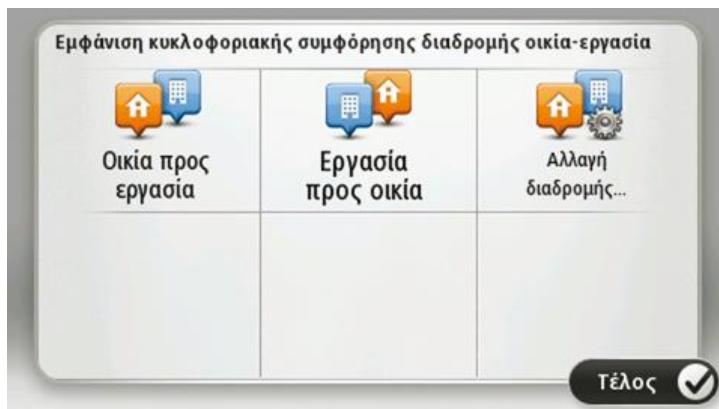 Εμφάνιση κυκλοφοριακής συμφόρησης διαδρομής οικία-εργασία
Οικία προς
εργασία
Εργασία
προς οικία
Αλλαγή
διαδρομής...
Τέλος